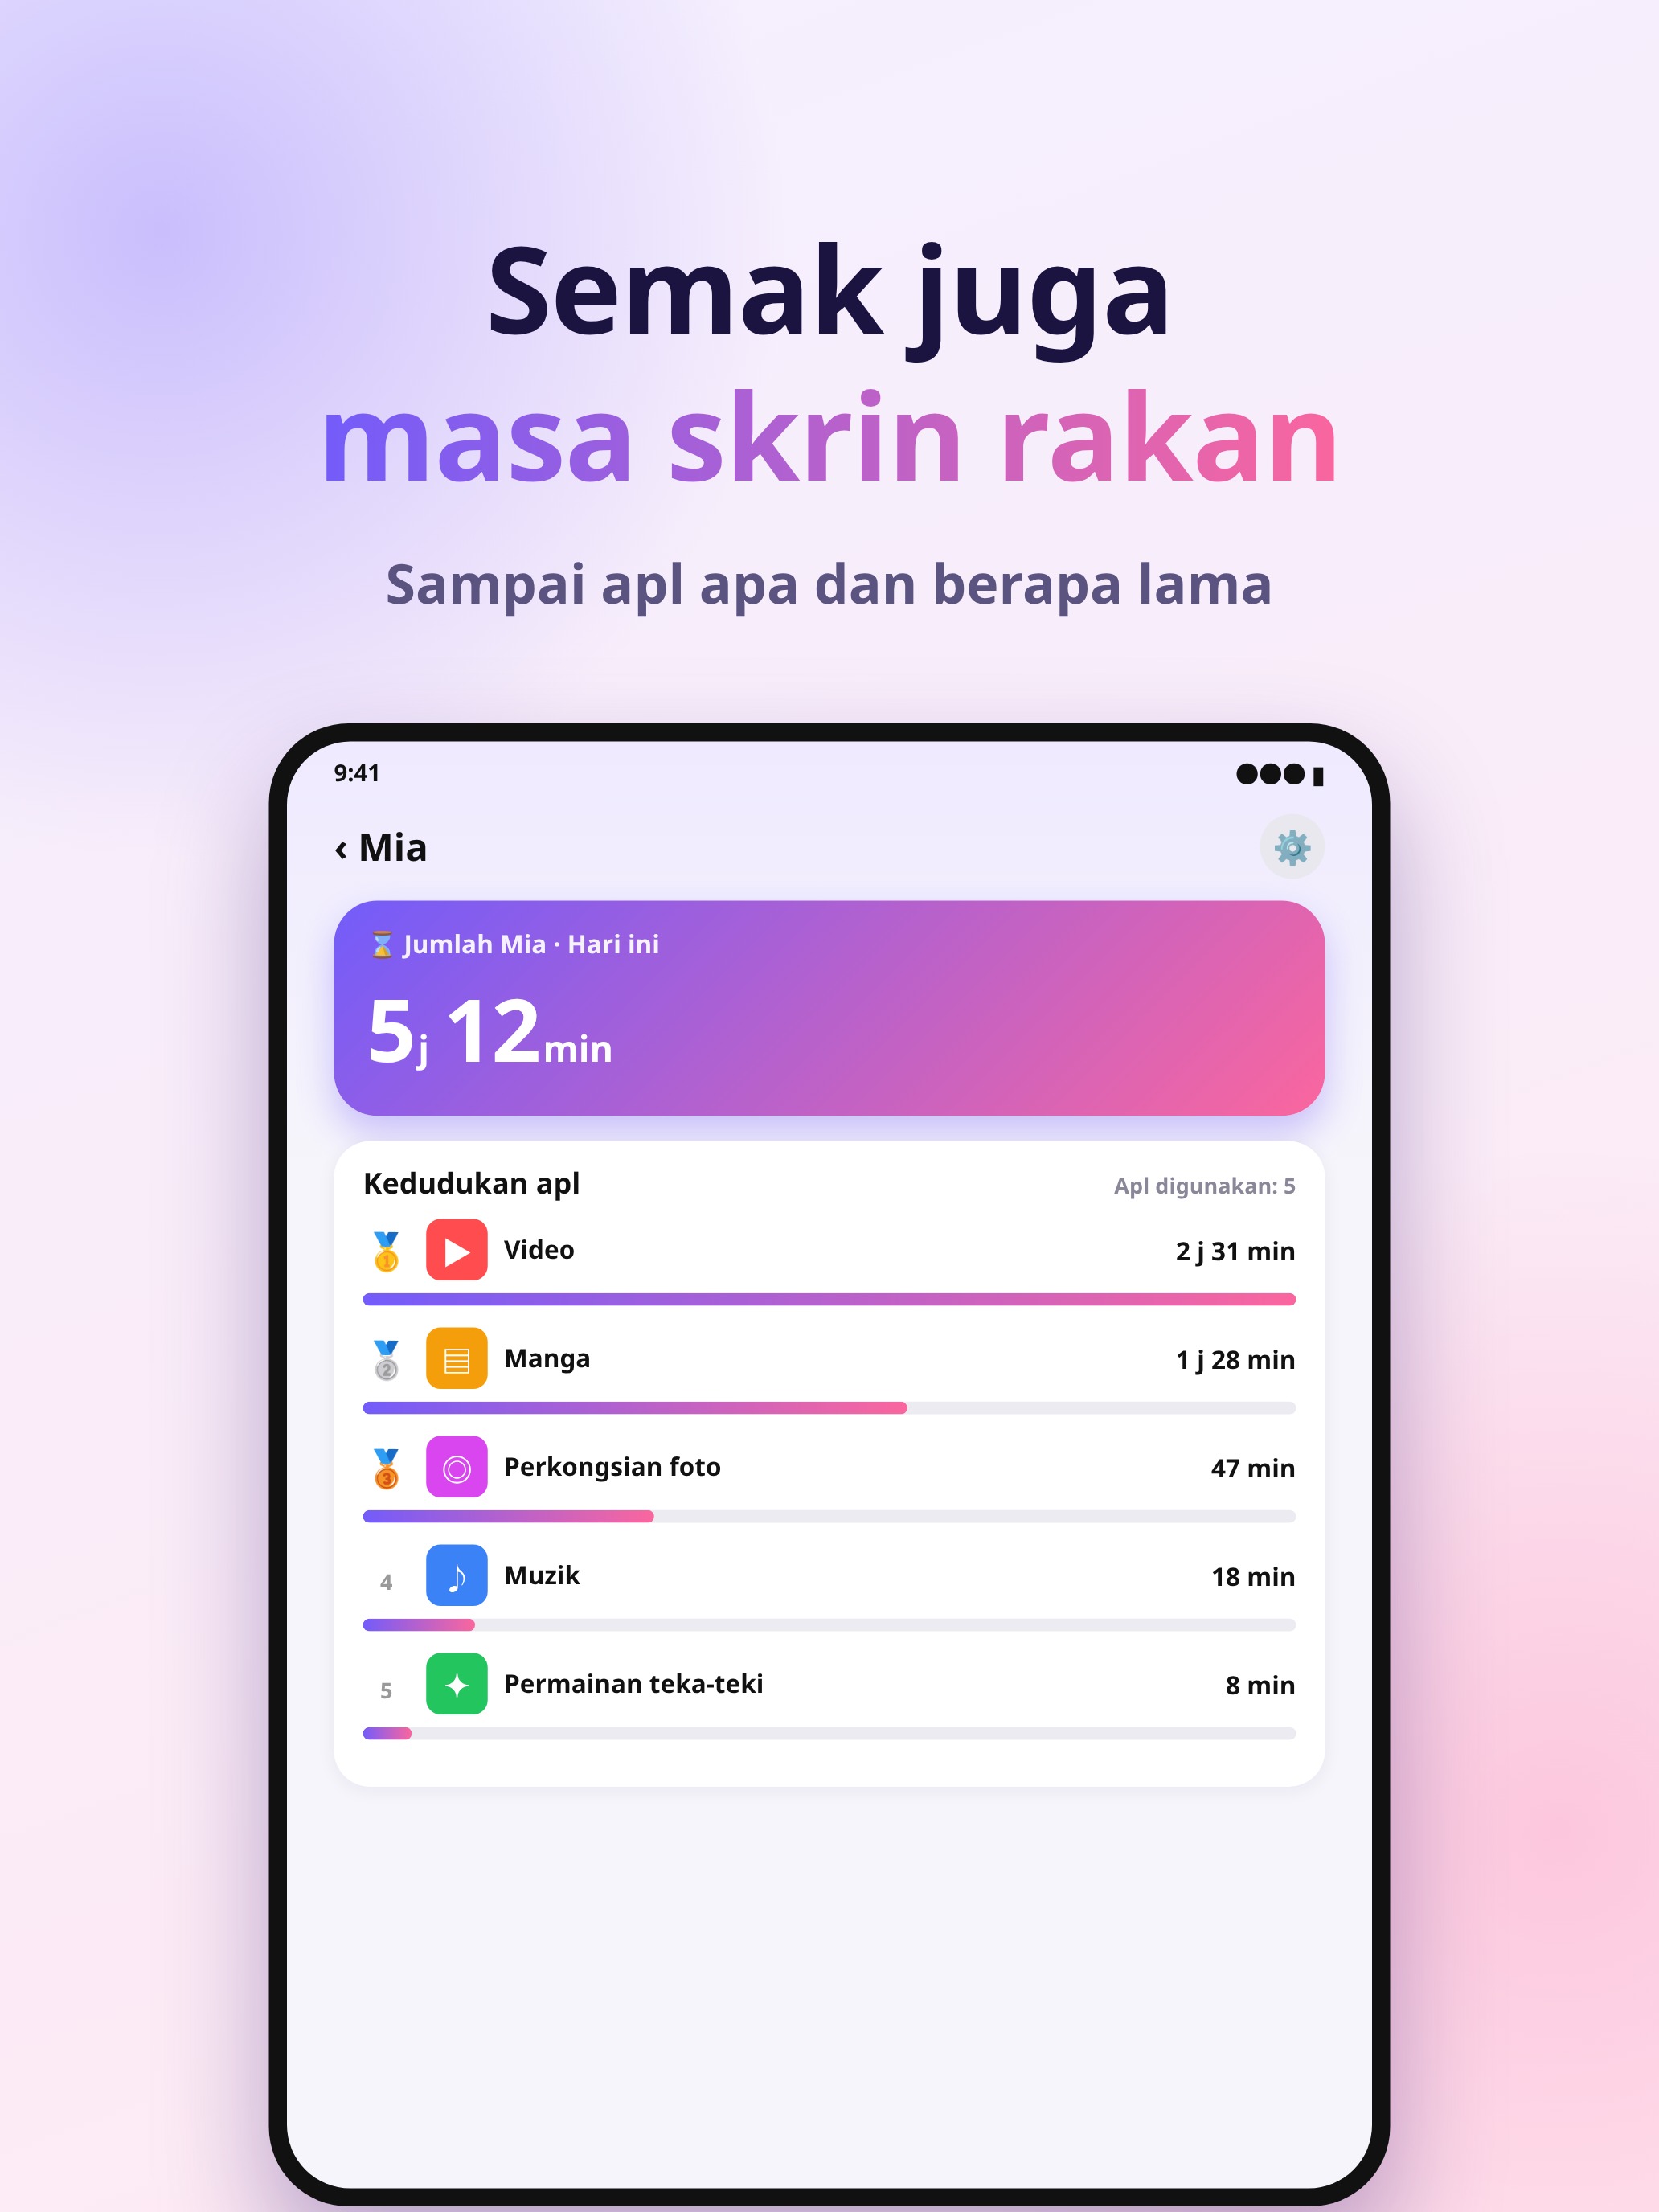 Semak juga
masa skrin rakan
Sampai apl apa dan berapa lama
9:41
‹ Mia
⌛ Jumlah Mia · Hari ini
5j 12min
Kedudukan apl
Apl digunakan: 5
🥇 Video 2 j 31 min
🥈 Manga 1 j 28 min
🥉 Perkongsian foto 47 min
4 Muzik 18 min
5 Permainan teka-teki 8 min